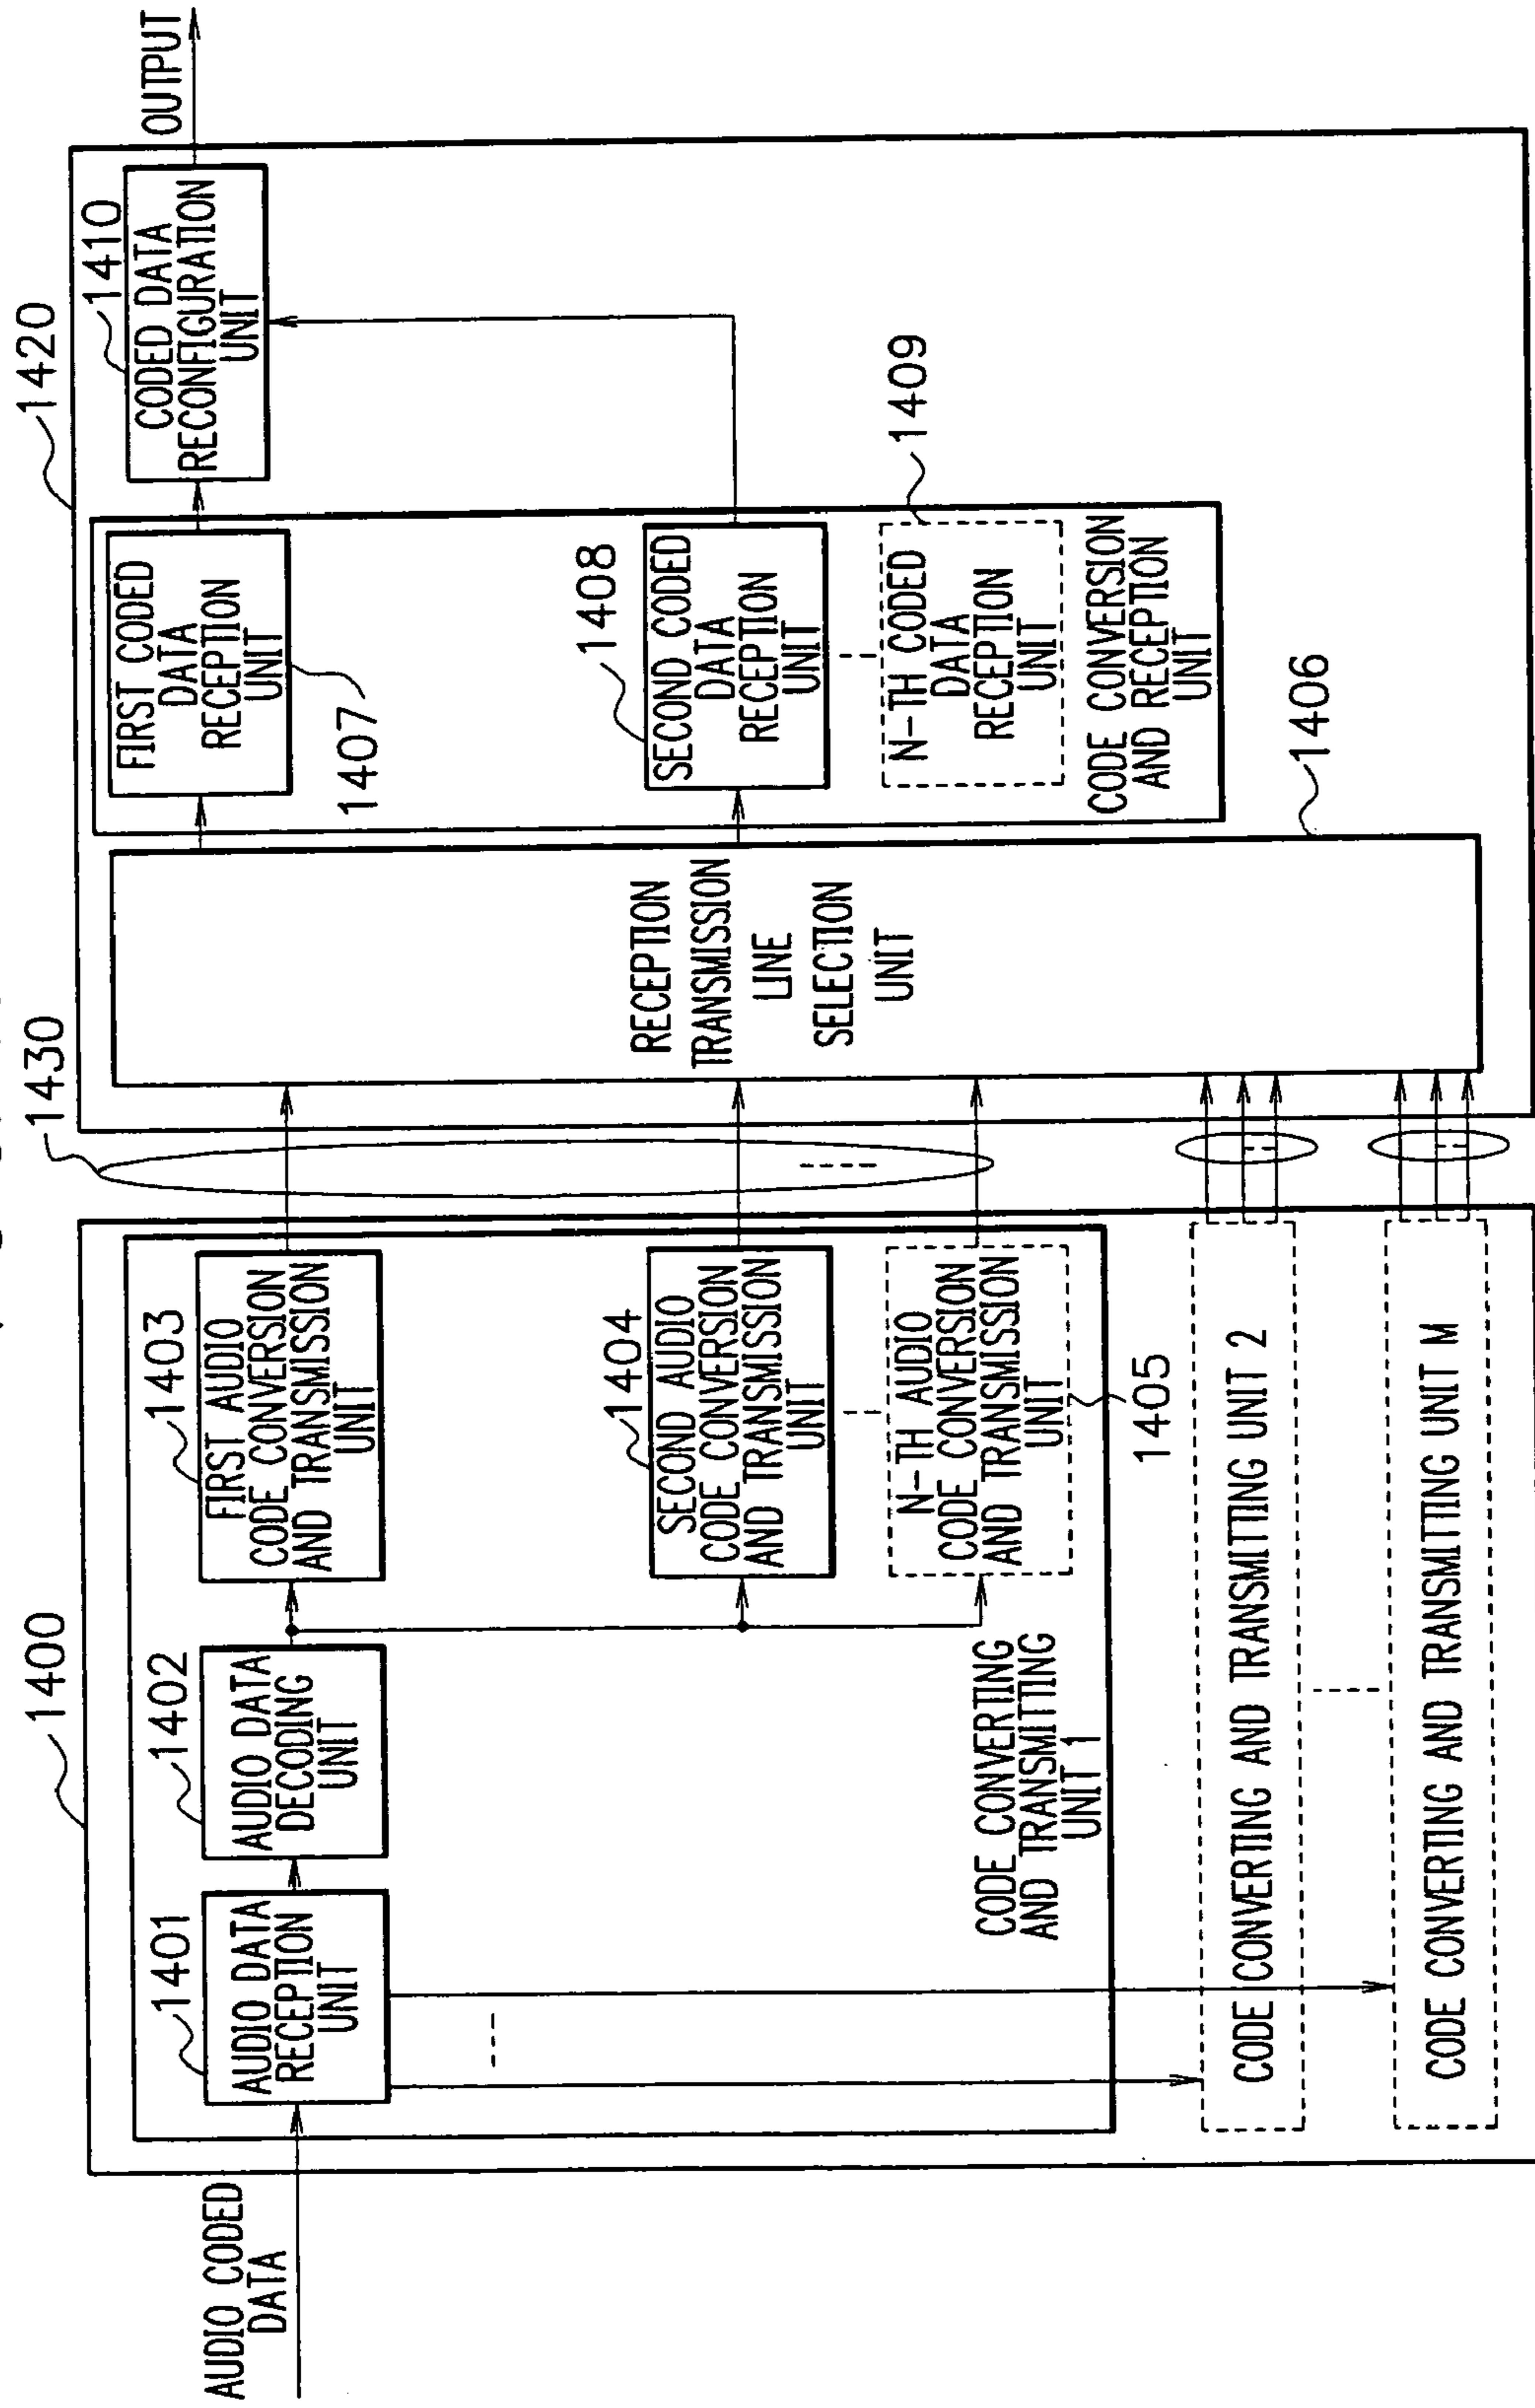 1400
1430
1420
AUDIO CODED
DATA
1401
AUDIO DATA
RECEPTION
UNIT
1402
AUDIO DATA
DECODING
UNIT
1403
FIRST AUDIO
CODE CONVERSION
AND TRANSMISSION
UNIT
1404
SECOND AUDIO
CODE CONVERSION
AND TRANSMISSION
UNIT
N-TH AUDIO
CODE CONVERSION
AND TRANSMISSION
UNIT
1405
CODE CONVERTING
AND TRANSMITTING
UNIT 1
CODE CONVERTING AND TRANSMITTING UNIT 2
CODE CONVERTING AND TRANSMITTING UNIT M
RECEPTION
TRANSMISSION
LINE
SELECTION
UNIT
1406
FIRST CODED
DATA
RECEPTION
UNIT
1407
1408
SECOND CODED
DATA
RECEPTION
UNIT
1409
N-TH CODED
DATA
RECEPTION
UNIT
CODE CONVERSION
AND RECEPTION
UNIT
1410
CODED DATA
RECONFIGURATION
UNIT
OUTPUT